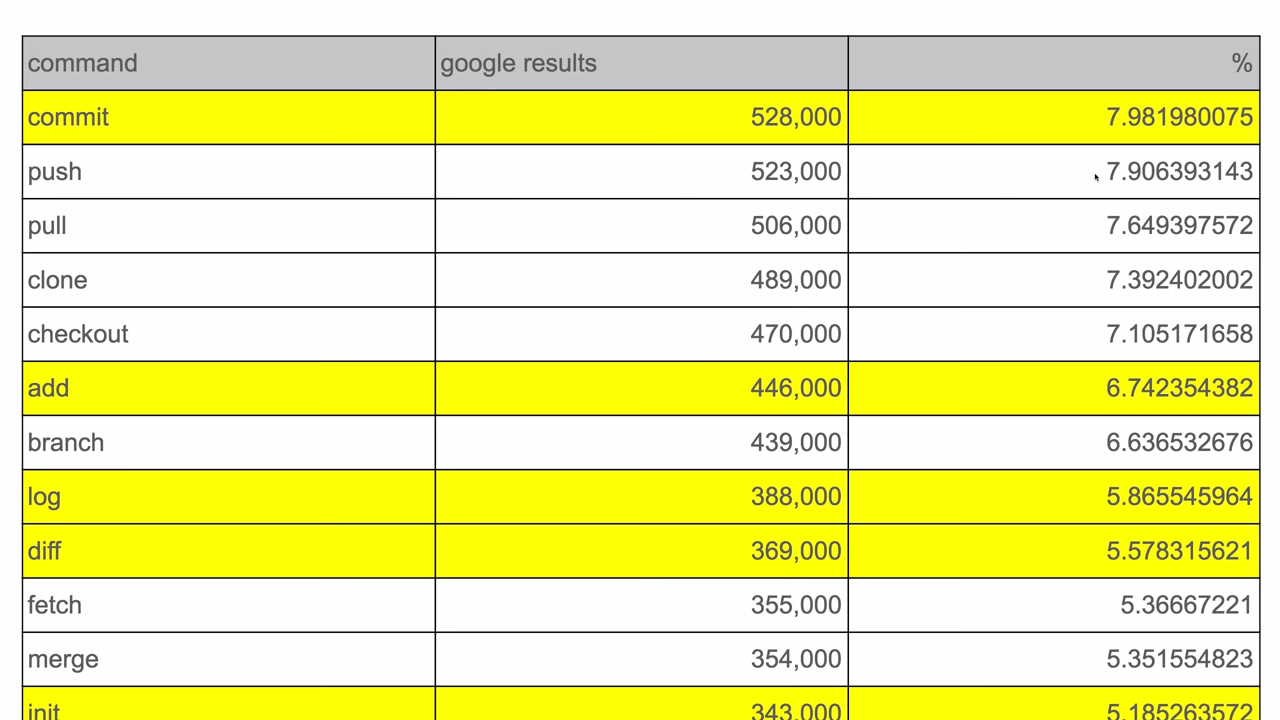 command google results %
commit 528,000 7.981980075
push 523,000 7.906393143
pull 506,000 7.649397572
clone 489,000 7.392402002
checkout 470,000 7.105171658
add 446,000 6.742354382
branch 439,000 6.636532676
log 388,000 5.865545964
diff 369,000 5.578315621
fetch 355,000 5.36667221
merge 354,000 5.351554823
init 343,000 5.185263572